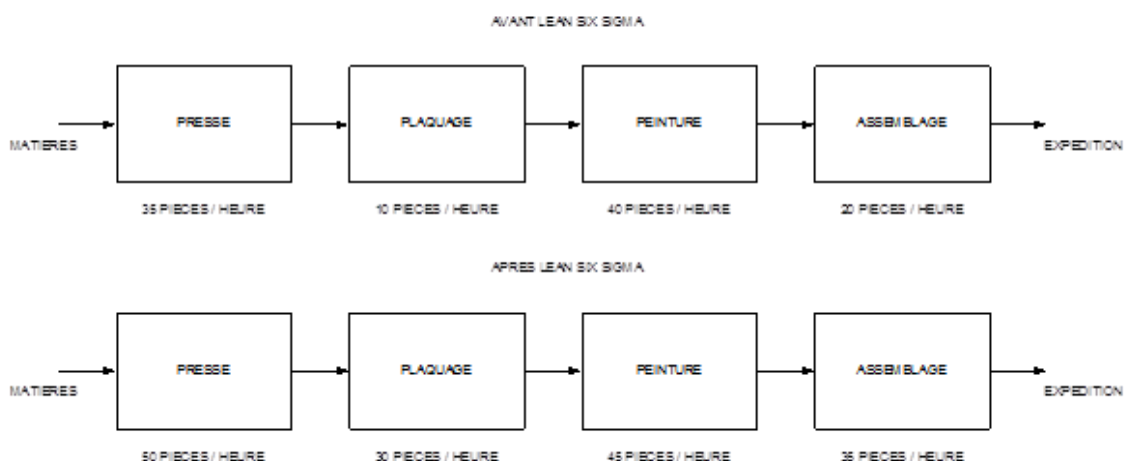 AVANT LEAN SIX SIGMA
PRESSE
PLAQUAGE
PEINTURE
ASSEMBLAGE
MATIERES
EXPEDITION
35 PIECES / HEURE
10 PIECES / HEURE
40 PIECES / HEURE
20 PIECES / HEURE
APRES LEAN SIX SIGMA
PRESSE
PLAQUAGE
PEINTURE
ASSEMBLAGE
MATIERES
EXPEDITION
50 PIECES / HEURE
30 PIECES / HEURE
45 PIECES / HEURE
35 PIECES / HEURE